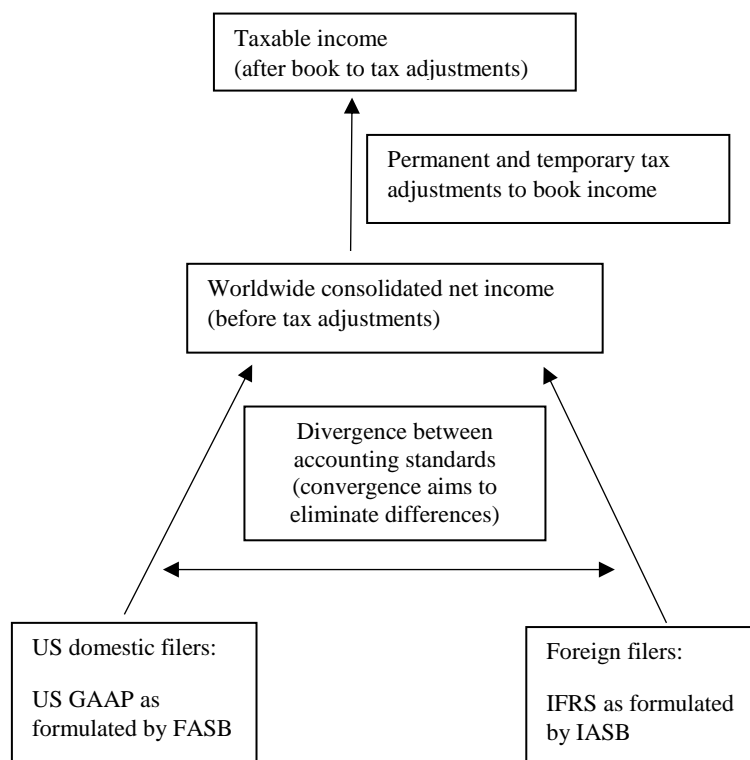 Taxable income
(after book to tax adjustments)
Permanent and temporary tax
adjustments to book income
Worldwide consolidated net income
(before tax adjustments)
Divergence between
accounting standards
(convergence aims to
eliminate differences)
US domestic filers:
US GAAP as
formulated by FASB
Foreign filers:
IFRS as formulated
by IASB